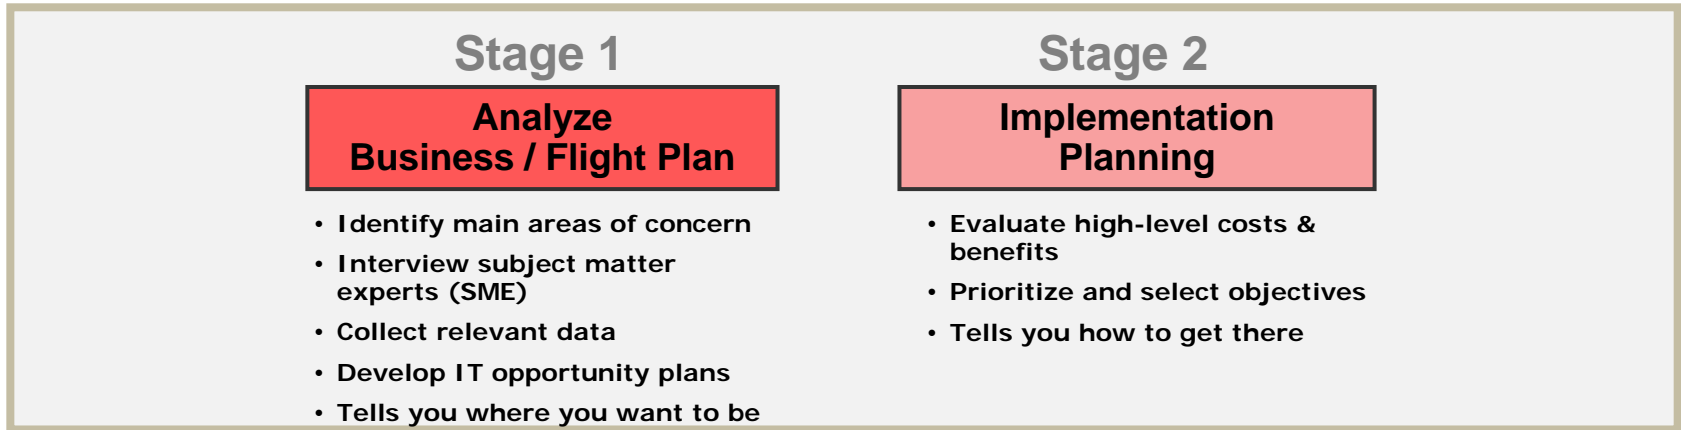 Stage 1
Analyze
Business / Flight Plan
• Identify main areas of concern
• Interview subject matter
experts (SME)
• Collect relevant data
• Develop IT opportunity plans
• Tells you where you want to be
Stage 2
Implementation
Planning
• Evaluate high-level costs &
benefits
• Prioritize and select objectives
• Tells you how to get there